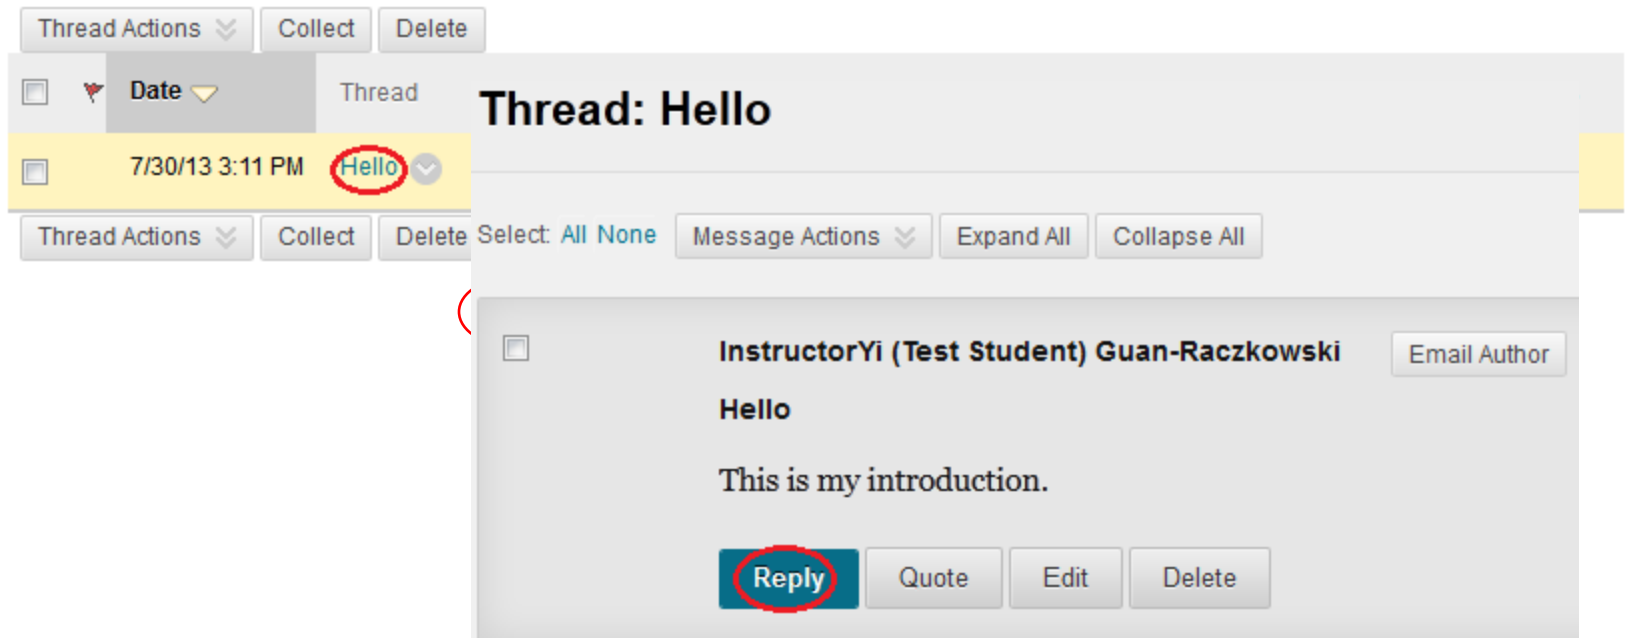 Thread Actions Collect Delete
Date Thread
Thread: Hello
7/30/13 3:11 PM Hello
Thread Actions Collect Delete
Select: All None Message Actions Expand All Collapse All
InstructorYi (Test Student) Guan-Raczkowski Email Author
Hello
This is my introduction.
Reply Quote Edit Delete